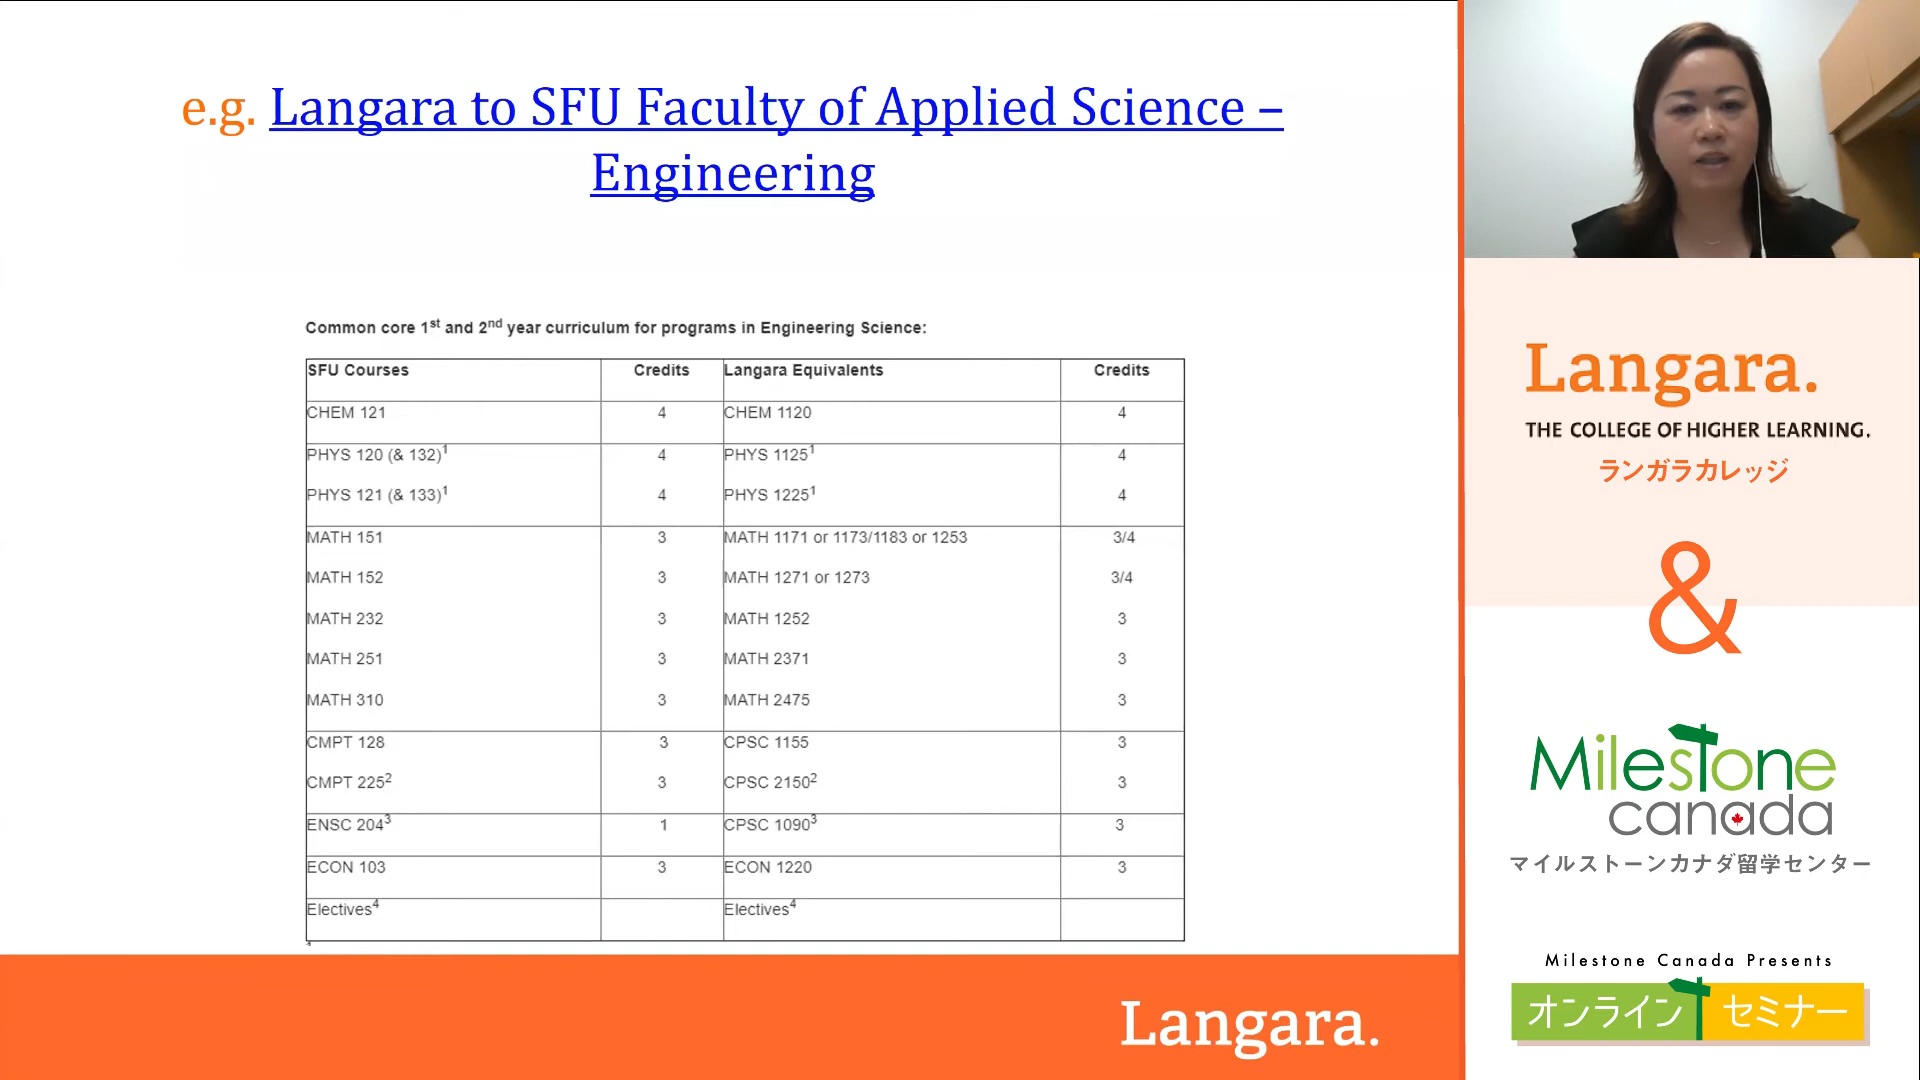 e.g. Langara to SFU Faculty of Applied Science –
Engineering
Common core 1st and 2nd year curriculum for programs in Engineering Science:
SFU Courses Credits Langara Equivalents Credits
CHEM 121 4 CHEM 1120 4
PHYS 120 (& 132)1 4 PHYS 11251 4
PHYS 121 (& 133)1 4 PHYS 12251 4
MATH 151 3 MATH 1171 or 1173/1183 or 1253 3/4
MATH 152 3 MATH 1271 or 1273 3/4
MATH 232 3 MATH 1252 3
MATH 251 3 MATH 2371 3
MATH 310 3 MATH 2475 3
CMPT 128 3 CPSC 1155 3
CMPT 2252 3 CPSC 21502 3
ENSC 2043 1 CPSC 10903 3
ECON 103 3 ECON 1220 3
Electives4 Electives4
Langara.
Langara.
THE COLLEGE OF HIGHER LEARNING.
ランガラカレッジ
&
Milestone
canada
マイルストーンカナダ留学センター
Milestone Canada Presents
オンラインセミナー